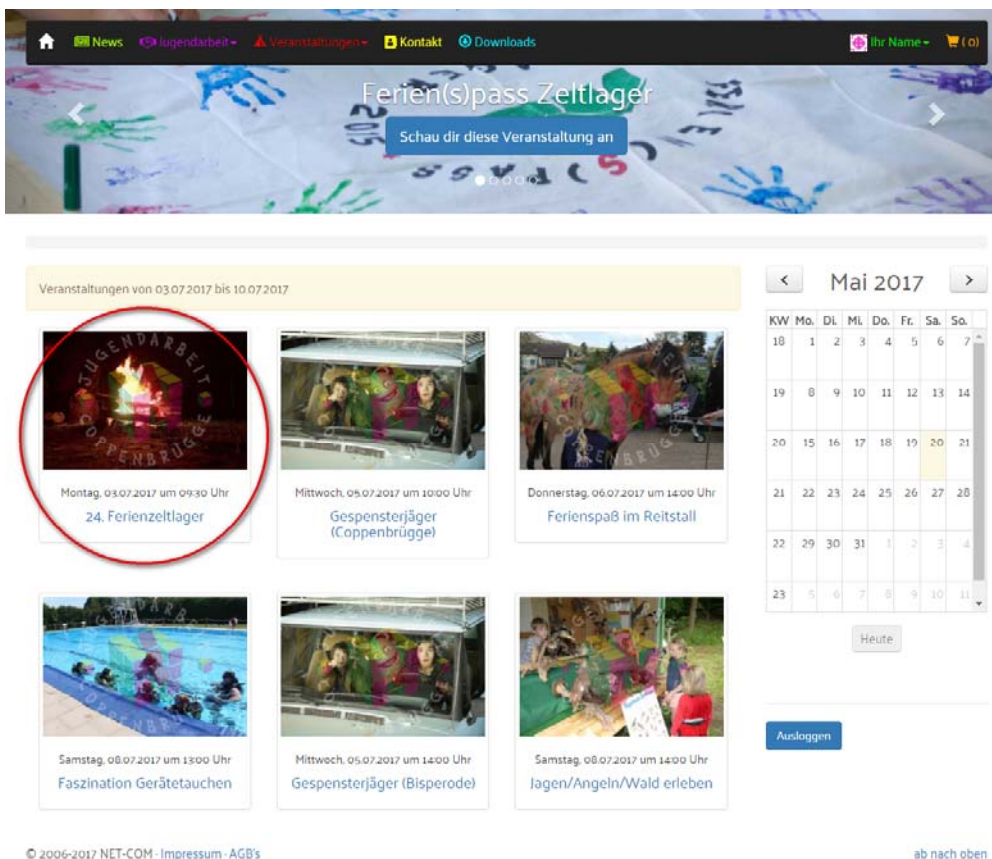 News Jugendarbeit Veranstaltungen Kontakt Downloads Ihr Name (0)
Ferien(s)pass Zeltlager
Schau dir diese Veranstaltung an
2015
Veranstaltungen von 03.07.2017 bis 10.07.2017
JUGENDARBEIT
COPPENBRÜGGE
Montag, 03.07.2017 um 09:30 Uhr
24. Ferienzeltlager
Mittwoch, 05.07.2017 um 10:00 Uhr
Gespensterjäger
(Coppenbrügge)
Donnerstag, 06.07.2017 um 14:00 Uhr
Ferienspaß im Reitstall
Samstag, 08.07.2017 um 13:00 Uhr
Faszination Gerätetauchen
Mittwoch, 05.07.2017 um 14:00 Uhr
Gespensterjäger (Bisperode)
Samstag, 08.07.2017 um 14:00 Uhr
Jagen/Angeln/Wald erleben
< Mai 2017 >
KW Mo. Di. Mi. Do. Fr. Sa. So.
18 1 2 3 4 5 6 7
19 8 9 10 11 12 13 14
20 15 16 17 18 19 20 21
21 22 23 24 25 26 27 28
22 29 30 31 1 2 3 4
23 5 6 7 8 9 10 11
Heute
Ausloggen
© 2006-2017 NET-COM · Impressum · AGB's
ab nach oben